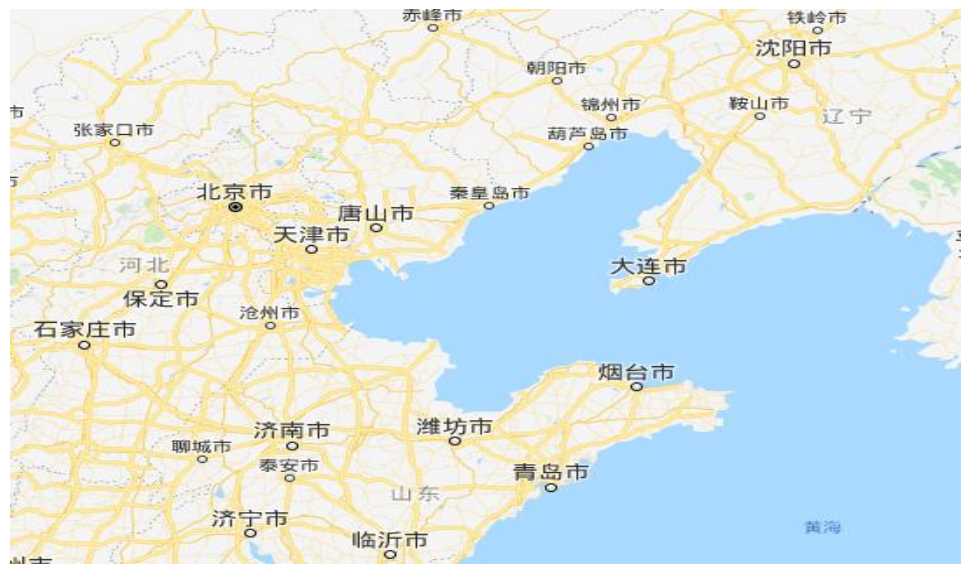 赤峰市
铁岭市
沈阳市
朝阳市
锦州市
鞍山市
辽宁
张家口市
葫芦岛市
北京市
秦皇岛市
唐山市
天津市
河北
大连市
保定市
沧州市
石家庄市
烟台市
潍坊市
济南市
聊城市
泰安市
青岛市
山东
济宁市
黄海
临沂市